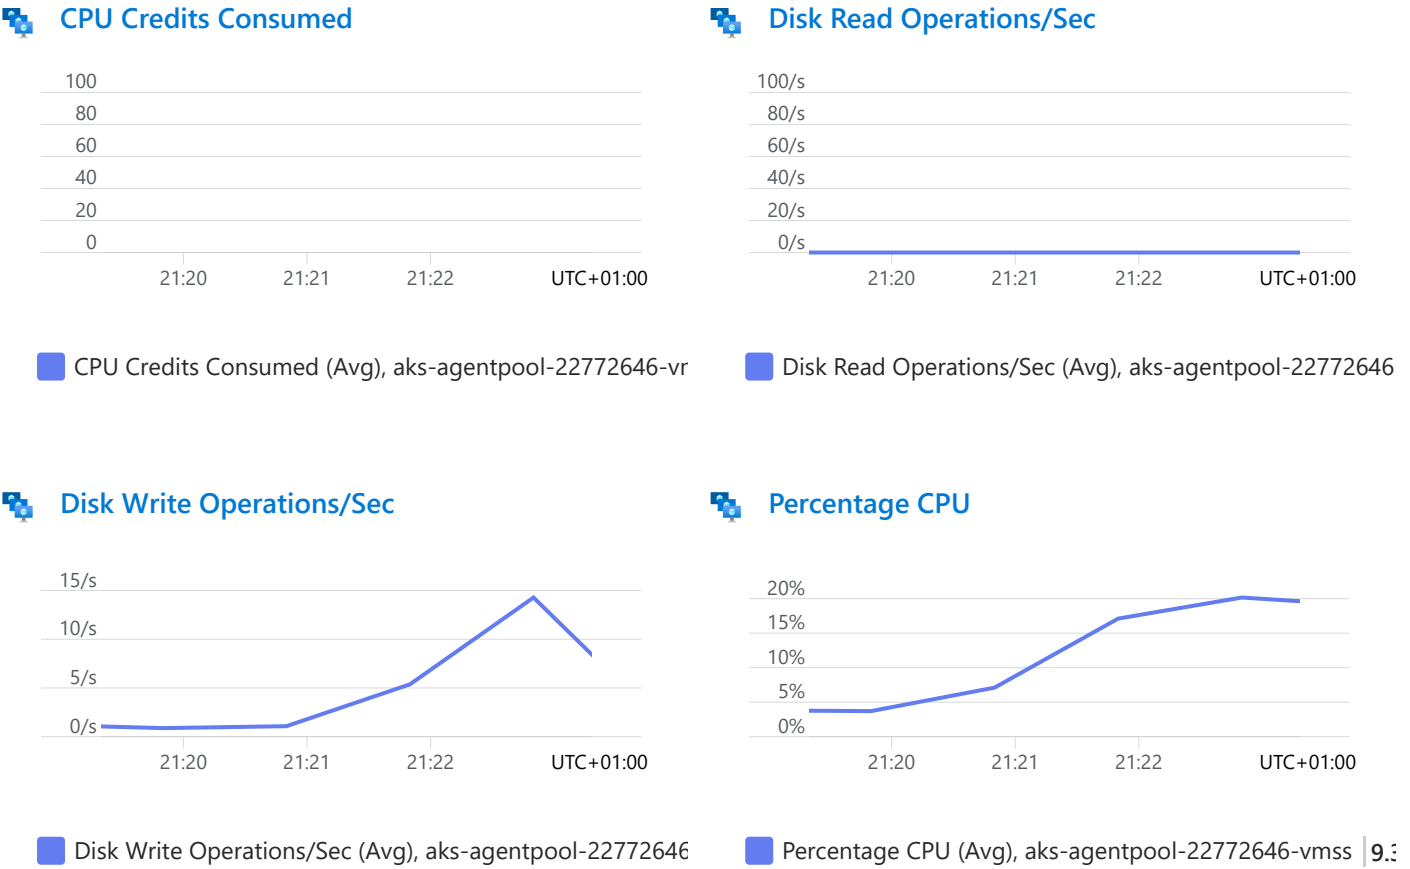 CPU Credits Consumed
100
80
60
40
20
0
21:20 21:21 21:22 UTC+01:00
CPU Credits Consumed (Avg), aks-agentpool-22772646-vr
Disk Read Operations/Sec
100/s
80/s
60/s
40/s
20/s
0/s
21:20 21:21 21:22 UTC+01:00
Disk Read Operations/Sec (Avg), aks-agentpool-22772646
Disk Write Operations/Sec
15/s
10/s
5/s
0/s
21:20 21:21 21:22 UTC+01:00
Disk Write Operations/Sec (Avg), aks-agentpool-22772646
Percentage CPU
20%
15%
10%
5%
0%
21:20 21:21 21:22 UTC+01:00
Percentage CPU (Avg), aks-agentpool-22772646-vmss 9.3